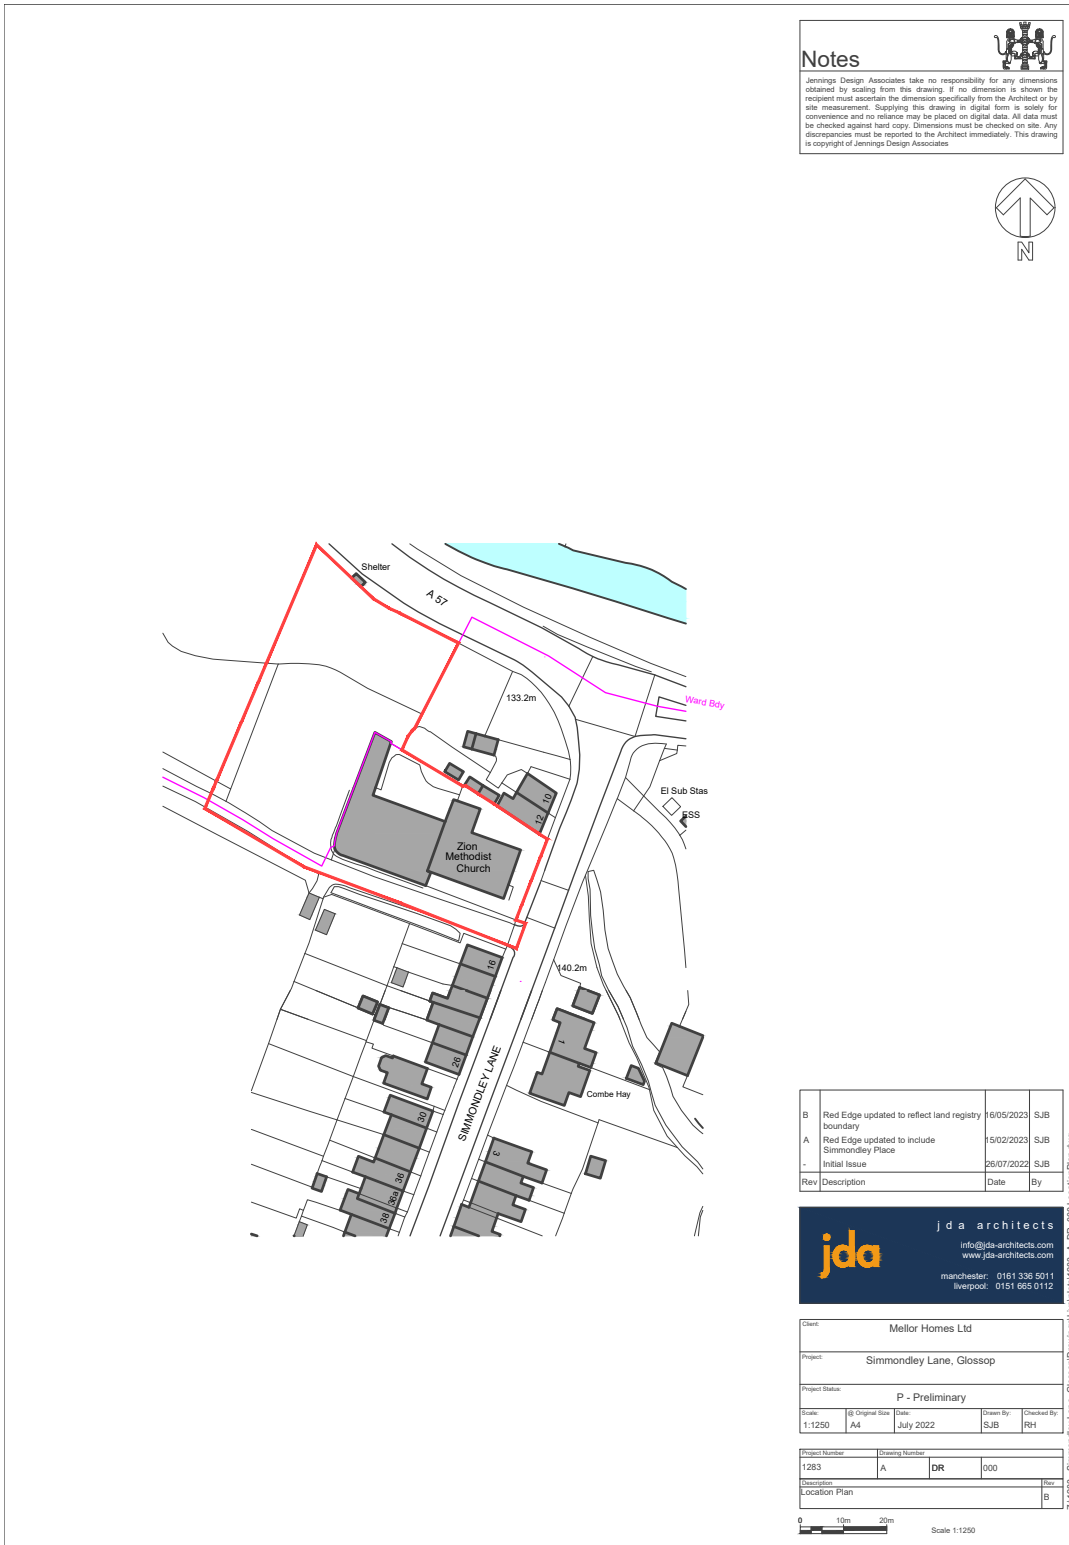 Notes
Jennings Design Associates take no responsibility for any dimensions
obtained by scaling from this drawing. If no dimension is shown the
recipient must ascertain the dimension specifically from the Architect or by
site measurement. Supplying this drawing in digital form is solely for
convenience and no reliance may be placed on digital data. All data must
be checked against hard copy. Dimensions must be checked on site. Any
discrepancies must be reported to the Architect immediately. This drawing
is copyright of Jennings Design Associates
N
Shelter
A 57
133.2m
Ward Bdy
El Sub Stas
ESS
10
12
Zion
Methodist
Church
16
140.2m
26
1
SIMMONDLEY LANE
Combe Hay
30
3
36
36a
38
B Red Edge updated to reflect land registry 16/05/2023 SJB
boundary
A Red Edge updated to include 15/02/2023 SJB
Simmondley Place
- Initial Issue 26/07/2022 SJB
Rev Description Date By
jda
jda architects
info@jda-architects.com
www.jda-architects.com
manchester: 0161 336 5011
liverpool: 0151 665 0112
Client:
Mellor Homes Ltd
Project:
Simmondley Lane, Glossop
Project Status:
P - Preliminary
Scale: @ Original Size Date: Drawn By: Checked By:
1:1250 A4 July 2022 SJB RH
Project Number Drawing Number
1283 A DR 000
Description Rev
Location Plan
B
0 10m 20m
Scale 1:1250